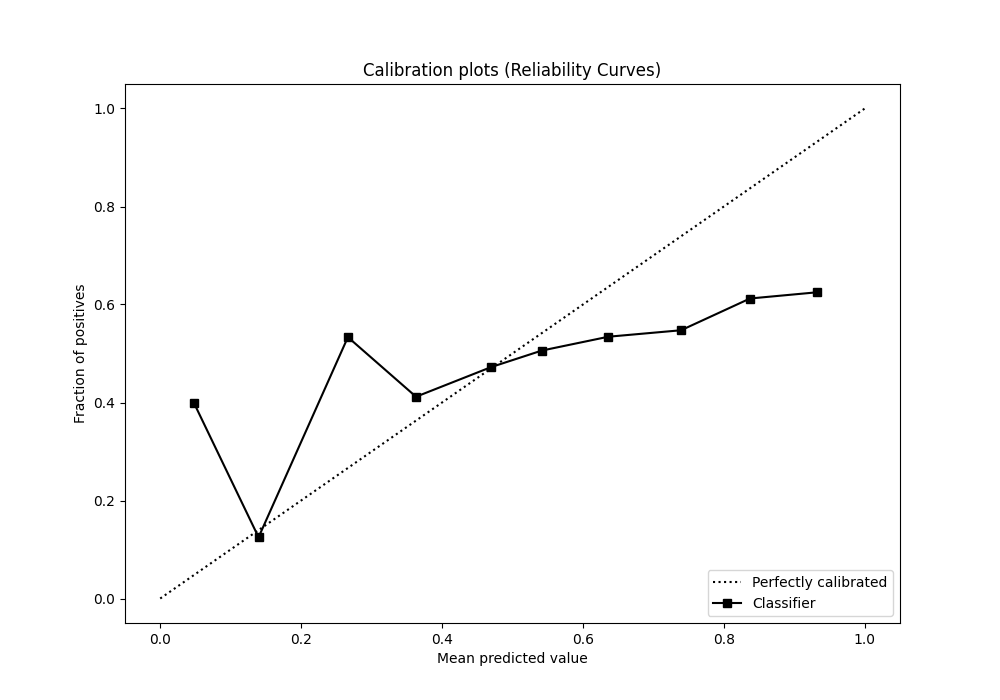 Calibration plots (Reliability Curves)
Fraction of positives
1.0
0.8
0.6
0.4
0.2
0.0
0.0 0.2 0.4 0.6 0.8 1.0
Mean predicted value
Perfectly calibrated
Classifier